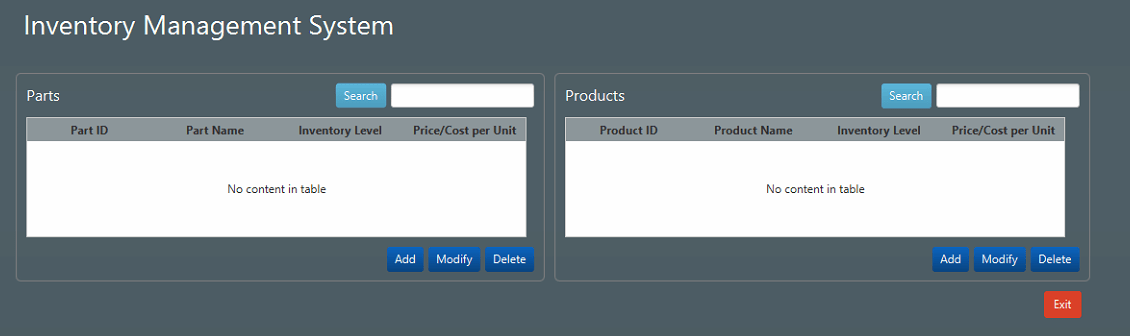 Inventory Management System
Parts Search
Part ID Part Name Inventory Level Price/Cost per Unit
No content in table
Add Modify Delete
Products Search
Product ID Product Name Inventory Level Price/Cost per Unit
No content in table
Add Modify Delete
Exit